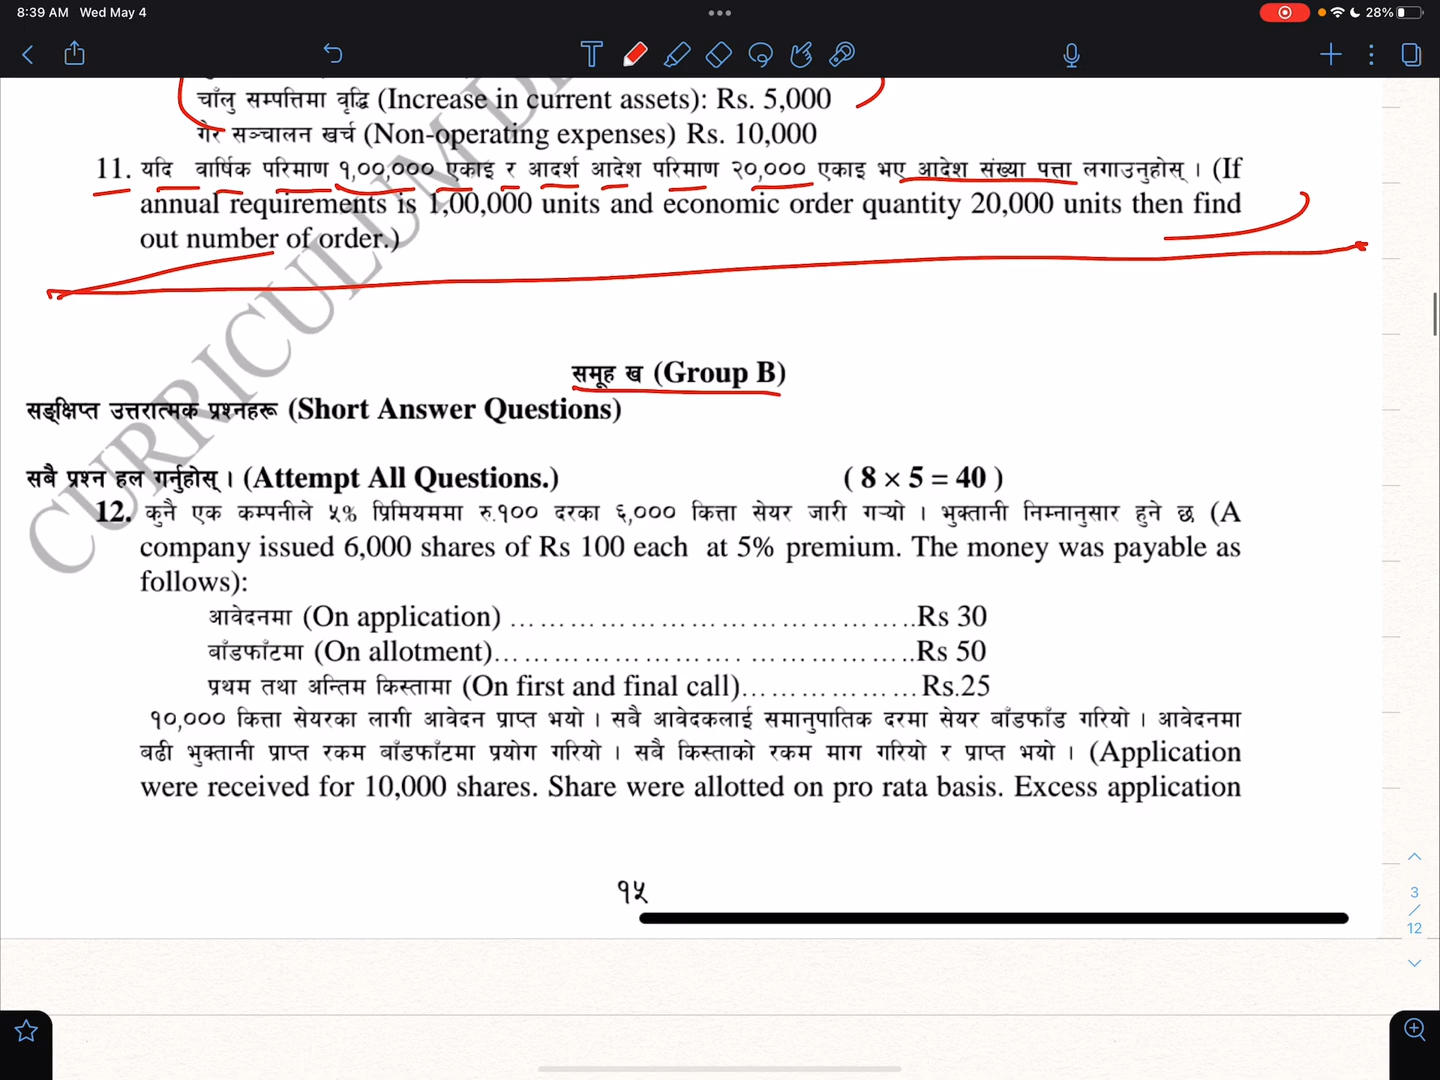 8:39 AM Wed May 4
28%
चाँलु सम्पत्तिमा वृद्धि (Increase in current assets): Rs. 5,000
गैर सञ्चालन खर्च (Non-operating expenses) Rs. 10,000
11. यदि वार्षिक परिमाण १,००,००० एकाइ र आदर्श आदेश परिमाण २०,००० एकाइ भए आदेश संख्या पत्ता लगाउनुहोस् । (If
annual requirements is 1,00,000 units and economic order quantity 20,000 units then find
out number of order.)
समूह ख (Group B)
सङ्क्षिप्त उत्तरात्मक प्रश्नहरू (Short Answer Questions)
सबै प्रश्न हल गर्नुहोस् । (Attempt All Questions.) ( 8 × 5 = 40 )
12. कुनै एक कम्पनीले ५% प्रिमियममा रु.१०० दरका ६,००० कित्ता सेयर जारी गऱ्यो । भुक्तानी निम्नानुसार हुने छ (A
company issued 6,000 shares of Rs 100 each at 5% premium. The money was payable as
follows):
आवेदनमा (On application) ………………………………………..Rs 30
बाँडफाँटमा (On allotment)……………………. ……………..Rs 50
प्रथम तथा अन्तिम किस्तामा (On first and final call)………………Rs.25
१०,००० कित्ता सेयरका लागी आवेदन प्राप्त भयो । सबै आवेदकलाई समानुपातिक दरमा सेयर बाँडफाँड गरियो । आवेदनमा
बढी भुक्तानी प्राप्त रकम बाँडफाँटमा प्रयोग गरियो । सबै किस्ताको रकम माग गरियो र प्राप्त भयो । (Application
were received for 10,000 shares. Share were allotted on pro rata basis. Excess application
१५
3
/
12
CURRICULUM